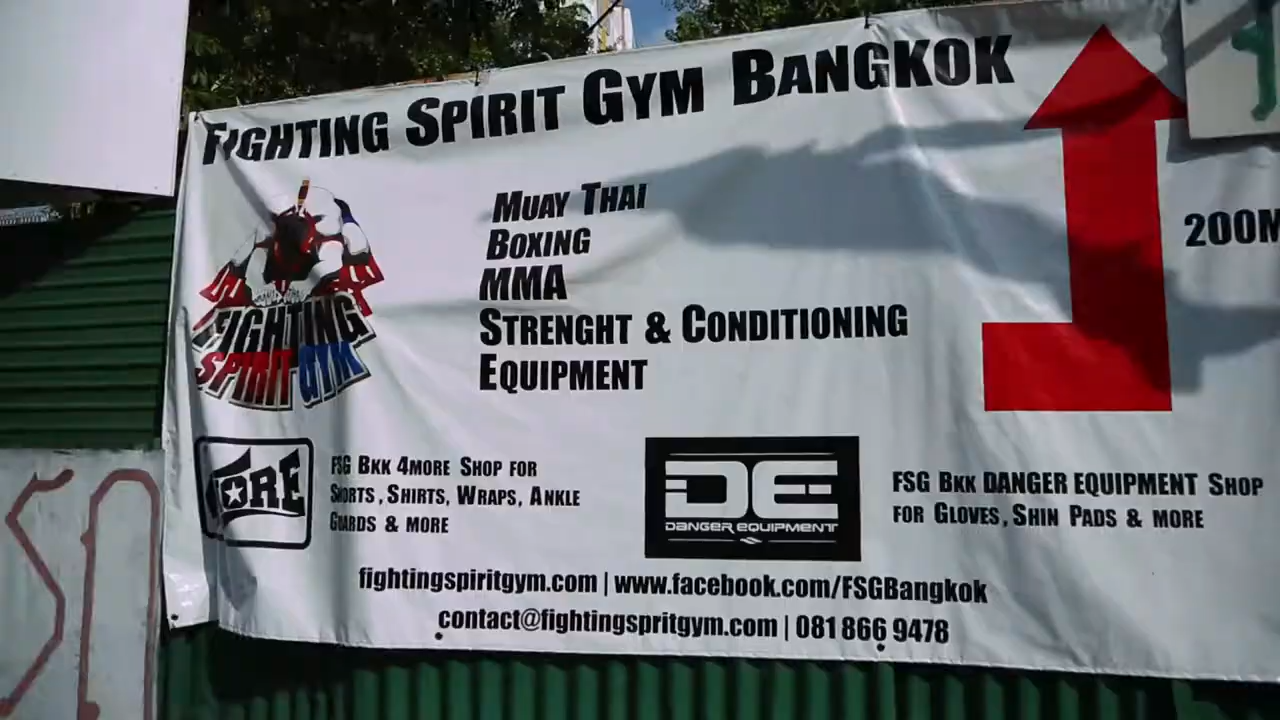 FIGHTING SPIRIT GYM BANGKOK
MUAY THAI
BOXING
MMA
STRENGHT & CONDITIONING
EQUIPMENT
200M
FIGHTING
SPIRIT GYM
FSG BKK 4MORE SHOP FOR
SHORTS, SHIRTS, WRAPS, ANKLE
GUARDS & MORE
DE
DANGER EQUIPMENT
FSG BKK DANGER EQUIPMENT SHOP
FOR GLOVES, SHIN PADS & MORE
fightingspiritgym.com | www.facebook.com/FSGBangkok
contact@fightingspritgym.com | 081 866 9478